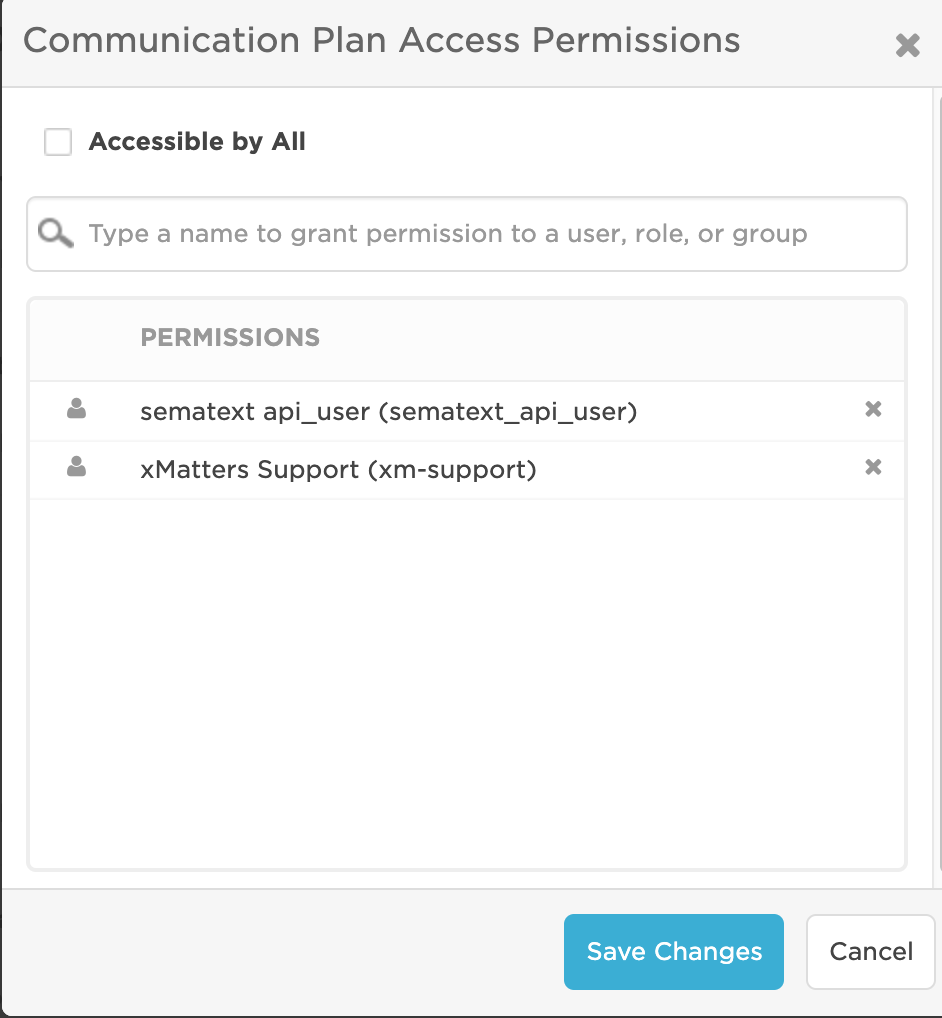 Communication Plan Access Permissions
Accessible by All
Type a name to grant permission to a user, role, or group
PERMISSIONS
sematext api_user (sematext_api_user)
xMatters Support (xm-support)
Save Changes
Cancel